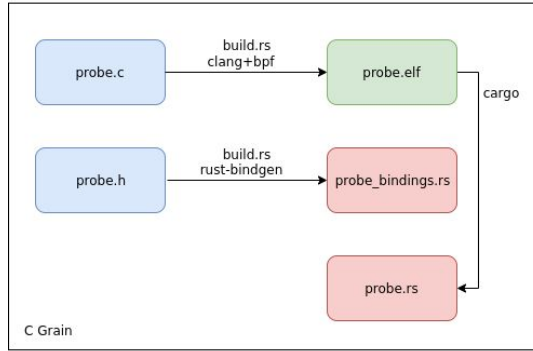 probe.c
build.rs
clang+bpf
probe.elf
cargo
probe.h
build.rs
rust-bindgen
probe_bindings.rs
probe.rs
C Grain